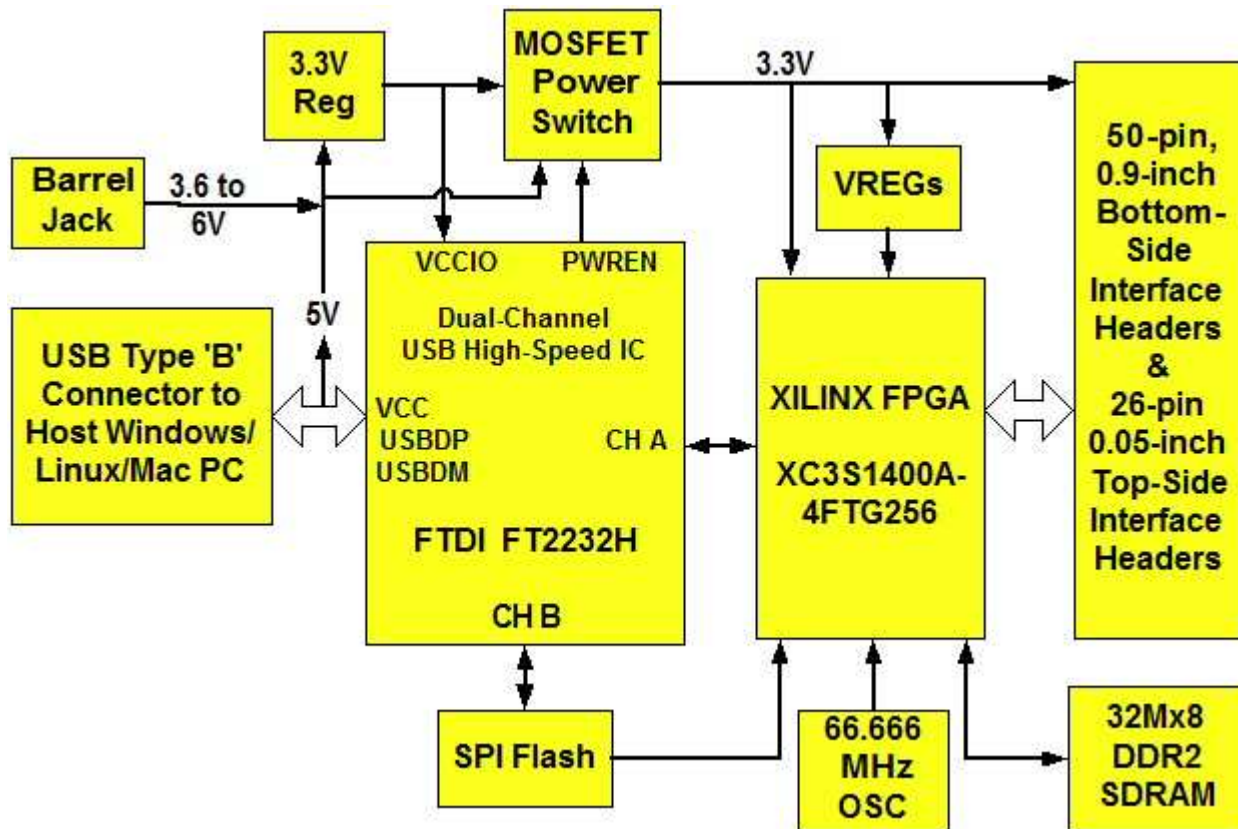 3.3V
Reg
MOSFET
Power
Switch
3.3V
50-pin,
0.9-inch
Bottom-
Side
Interface
Headers
&
26-pin
0.05-inch
Top-Side
Interface
Headers
Barrel
Jack
3.6 to
6V
VREGs
5V
USB Type 'B'
Connector to
Host Windows/
Linux/Mac PC
VCCIO
PWREN
Dual-Channel
USB High-Speed IC
VCC
USBDP
USBDM
CH A
FTDI FT2232H
CH B
XILINX FPGA
XC3S1400A-
4FTG256
SPI Flash
66.666
MHz
OSC
32Mx8
DDR2
SDRAM